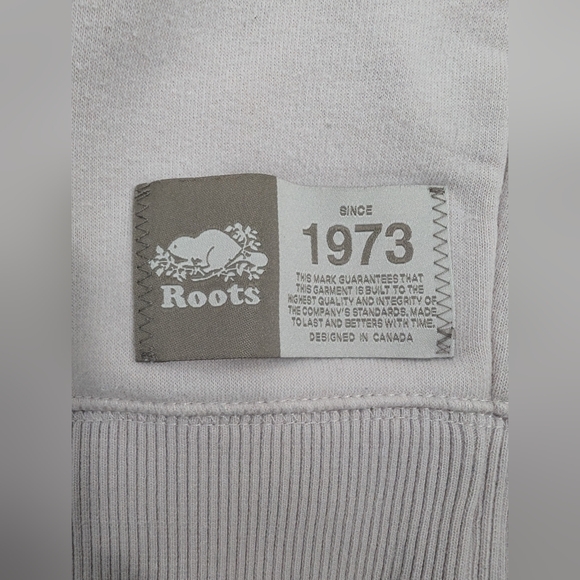 Roots
SINCE
1973
THIS MARK GUARANTEES THAT
THIS GARMENT IS BUILT TO THE
HIGHEST QUALITY AND INTEGRITY OF
THE COMPANY'S STANDARDS, MADE
TO LAST AND BETTERS WITH TIME.
DESIGNED IN CANADA